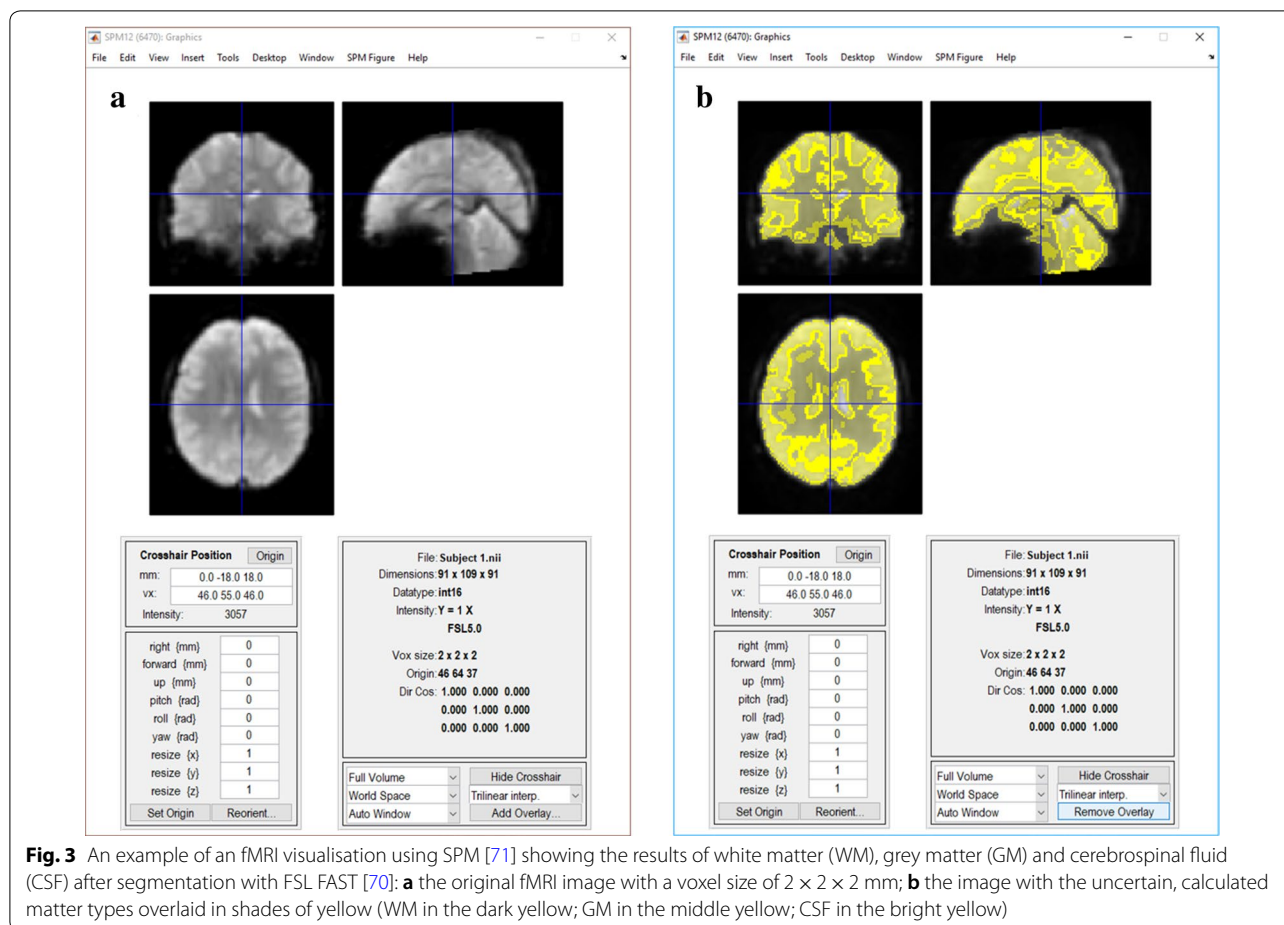 SPM12 (6470): Graphics
File Edit View Insert Tools Desktop Window SPM Figure Help
a
Crosshair Position Origin
mm: 0.0 -18.0 18.0
vx: 46.0 55.0 46.0
Intensity: 3057
right {mm} 0
forward {mm} 0
up {mm} 0
pitch {rad} 0
roll {rad} 0
yaw {rad} 0
resize {x} 1
resize {y} 1
resize {z} 1
Set Origin Reorient...
File: Subject 1.nii
Dimensions: 91 x 109 x 91
Datatype: int16
Intensity: Y = 1 X
FSL5.0
Vox size: 2 x 2 x 2
Origin: 46 64 37
Dir Cos: 1.000 0.000 0.000
0.000 1.000 0.000
0.000 0.000 1.000
Full Volume Hide Crosshair
World Space Trilinear interp.
Auto Window Add Overlay...
SPM12 (6470): Graphics
File Edit View Insert Tools Desktop Window SPM Figure Help
b
Crosshair Position Origin
mm: 0.0 -18.0 18.0
vx: 46.0 55.0 46.0
Intensity: 3057
right {mm} 0
forward {mm} 0
up {mm} 0
pitch {rad} 0
roll {rad} 0
yaw {rad} 0
resize {x} 1
resize {y} 1
resize {z} 1
Set Origin Reorient...
File: Subject 1.nii
Dimensions: 91 x 109 x 91
Datatype: int16
Intensity: Y = 1 X
FSL5.0
Vox size: 2 x 2 x 2
Origin: 46 64 37
Dir Cos: 1.000 0.000 0.000
0.000 1.000 0.000
0.000 0.000 1.000
Full Volume Hide Crosshair
World Space Trilinear interp.
Auto Window Remove Overlay
Fig. 3 An example of an fMRI visualisation using SPM [71] showing the results of white matter (WM), grey matter (GM) and cerebrospinal fluid
(CSF) after segmentation with FSL FAST [70]: a the original fMRI image with a voxel size of 2 × 2 × 2 mm; b the image with the uncertain, calculated
matter types overlaid in shades of yellow (WM in the dark yellow; GM in the middle yellow; CSF in the bright yellow)